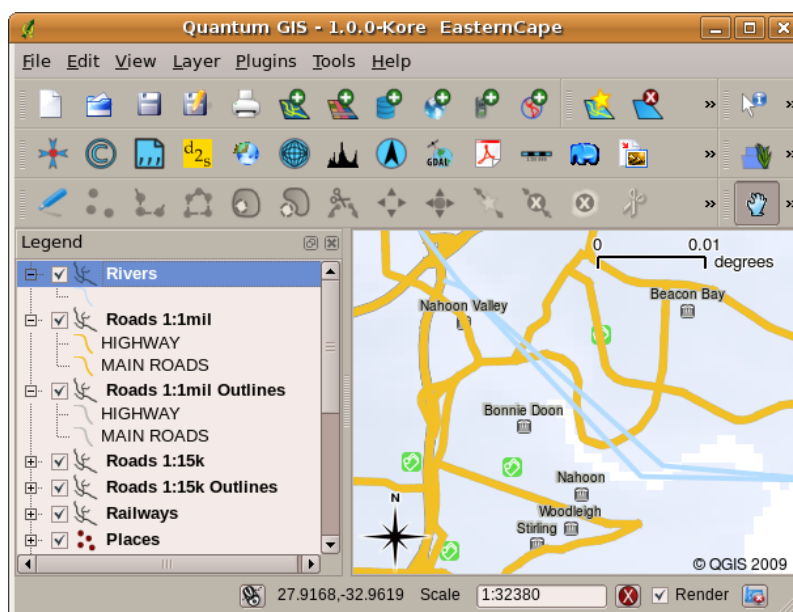 Quantum GIS - 1.0.0-Kore EasternCape
File Edit View Layer Plugins Tools Help
d2s
GDAL
Legend
Rivers
Roads 1:1mil
HIGHWAY
MAIN ROADS
Roads 1:1mil Outlines
HIGHWAY
MAIN ROADS
Roads 1:15k
Roads 1:15k Outlines
Railways
Places
0 0.01
degrees
Beacon Bay
Nahoon Valley
Bonnie Doon
Nahoon
Woodleigh
Stirling
N
© QGIS 2009
27.9168,-32.9619 Scale 1:32380 Render